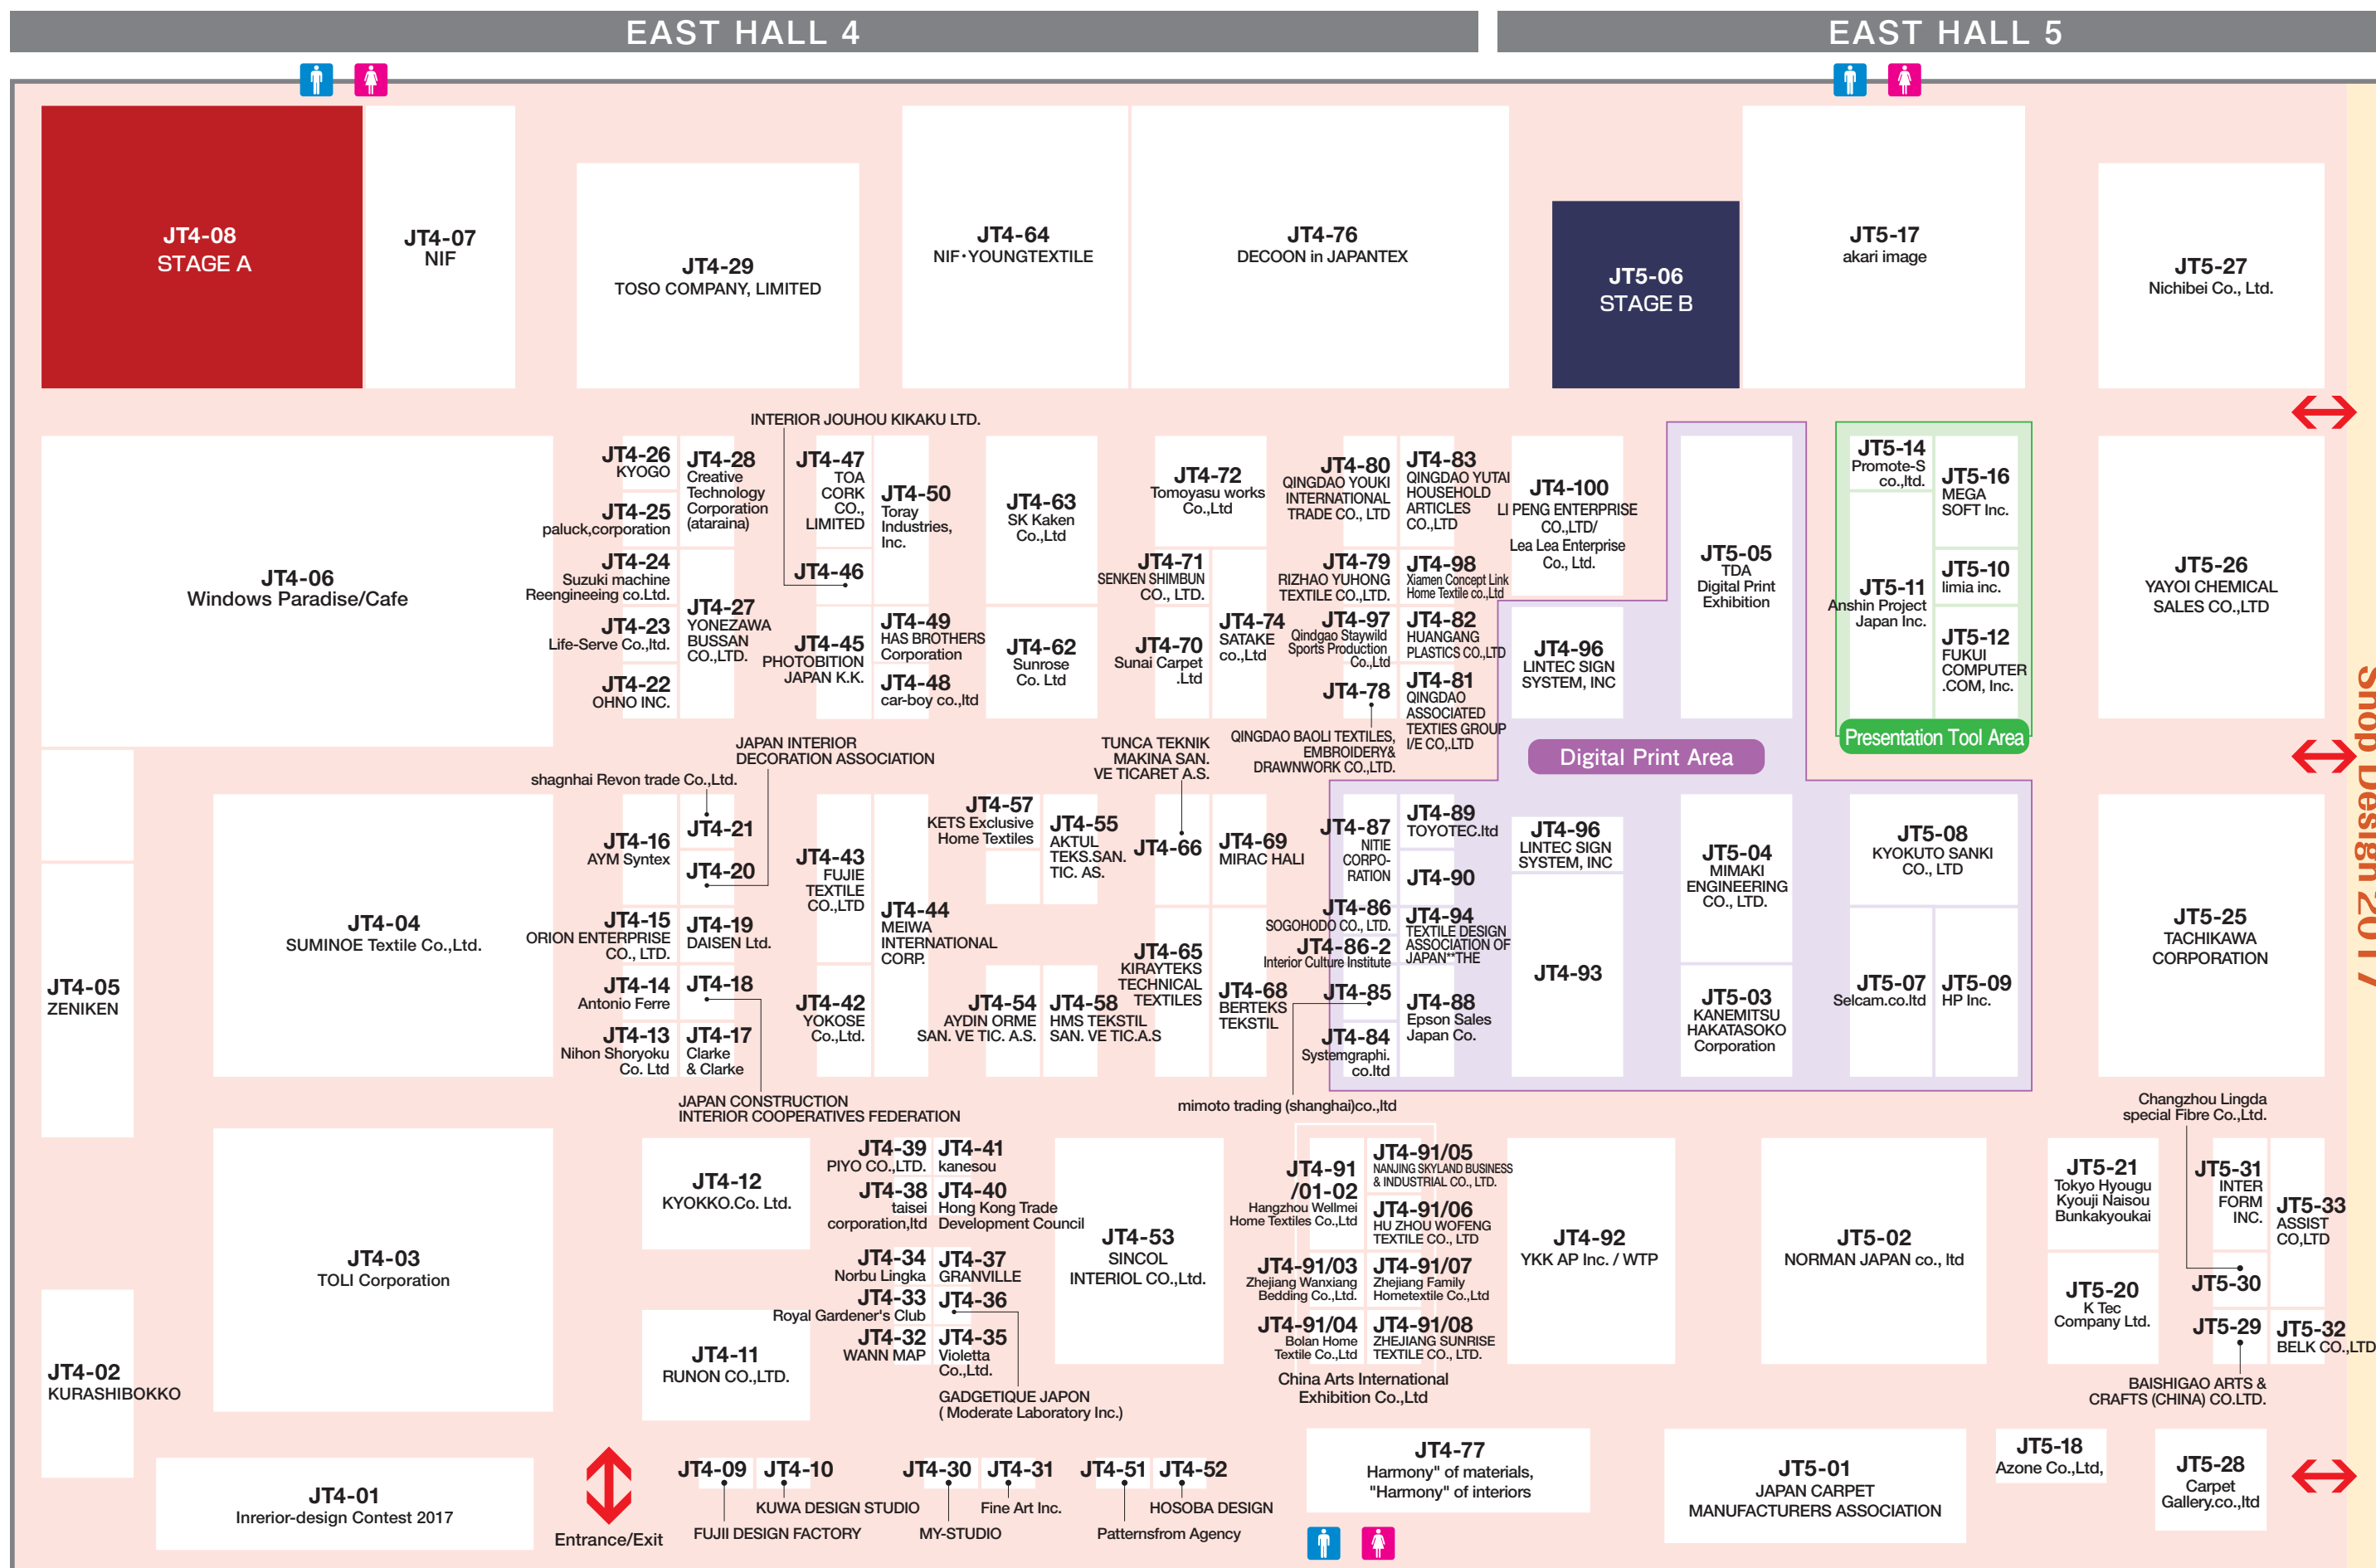 EAST HALL 4
EAST HALL 5
JT4-08
STAGE A
JT4-07
NIF
JT4-29
TOSO COMPANY, LIMITED
JT4-64
NIF･YOUNGTEXTILE
JT4-76
DECOON in JAPANTEX
JT5-06
STAGE B
JT5-17
akari image
JT5-27
Nichibei Co., Ltd.
JT4-06
Windows Paradise/Cafe
JT4-26
KYOGO
JT4-25
paluck,corporation
JT4-24
Suzuki machine
Reengineeing co.Ltd.
JT4-23
Life-Serve Co.,ltd.
JT4-22
OHNO INC.
JT4-28
Creative
Technology
Corporation
(ataraina)
JT4-27
YONEZAWA
BUSSAN
CO.,LTD.
INTERIOR JOUHOU KIKAKU LTD.
JT4-47
TOA
CORK
CO.,
LIMITED
JT4-46
JT4-45
PHOTOBITION
JAPAN K.K.
JT4-50
Toray
Industries,
Inc.
JT4-49
HAS BROTHERS
Corporation
JT4-48
car-boy co.,ltd
JT4-63
SK Kaken
Co.,Ltd
JT4-62
Sunrose
Co. Ltd
JT4-72
Tomoyasu works
Co.,Ltd
JT4-71
SENKEN SHIMBUN
CO., LTD.
JT4-70
Sunai Carpet
.Ltd
JT4-74
SATAKE
co.,Ltd
JT4-80
QINGDAO YOUKI
INTERNATIONAL
TRADE CO., LTD
JT4-79
RIZHAO YUHONG
TEXTILE CO.,LTD.
JT4-97
Qindgao Staywild
Sports Production
Co.,Ltd
JT4-78
QINGDAO BAOLI TEXTILES,
EMBROIDERY&
DRAWNWORK CO.,LTD.
JT4-83
QINGDAO YUTAI
HOUSEHOLD
ARTICLES
CO.,LTD
JT4-98
Xiamen Concept Link
Home Textile co.,Ltd
JT4-82
HUANGANG
PLASTICS CO.,LTD
JT4-81
QINGDAO
ASSOCIATED
TEXTIES GROUP
I/E CO,.LTD
JT4-100
LI PENG ENTERPRISE
CO.,LTD/
Lea Lea Enterprise
Co., Ltd.
JT4-96
LINTEC SIGN
SYSTEM, INC
JT5-05
TDA
Digital Print
Exhibition
Digital Print Area
JT5-14
Promote-S
co.,ltd.
JT5-11
Anshin Project
Japan Inc.
JT5-16
MEGA
SOFT Inc.
JT5-10
limia inc.
JT5-12
FUKUI
COMPUTER
.COM, Inc.
Presentation Tool Area
JT5-26
YAYOI CHEMICAL
SALES CO.,LTD
Shop Design 2017
JT4-05
ZENIKEN
JT4-04
SUMINOE Textile Co.,Ltd.
shagnhai Revon trade Co.,Ltd.
JAPAN INTERIOR
DECORATION ASSOCIATION
JT4-16
AYM Syntex
JT4-15
ORION ENTERPRISE
CO., LTD.
JT4-14
Antonio Ferre
JT4-13
Nihon Shoryoku
Co. Ltd
JT4-21
JT4-20
JT4-19
DAISEN Ltd.
JT4-18
JT4-17
Clarke
& Clarke
JAPAN CONSTRUCTION
INTERIOR COOPERATIVES FEDERATION
JT4-43
FUJIE
TEXTILE
CO.,LTD
JT4-42
YOKOSE
Co.,Ltd.
JT4-44
MEIWA
INTERNATIONAL
CORP.
JT4-57
KETS Exclusive
Home Textiles
JT4-55
AKTUL
TEKS.SAN.
TIC. AS.
JT4-54
AYDIN ORME
SAN. VE TIC. A.S.
JT4-58
HMS TEKSTIL
SAN. VE TIC.A.S
TUNCA TEKNIK
MAKINA SAN.
VE TICARET A.S.
JT4-66
JT4-69
MIRAC HALI
JT4-65
KIRAYTEKS
TECHNICAL
TEXTILES
JT4-68
BERTEKS
TEKSTIL
JT4-87
NITIE
CORPO-
RATION
JT4-86
SOGOHODO CO., LTD.
JT4-86-2
Interior Culture Institute
JT4-85
JT4-84
Systemgraphi.
co.ltd
mimoto trading (shanghai)co.,ltd
JT4-89
TOYOTEC.ltd
JT4-90
JT4-94
TEXTILE DESIGN
ASSOCIATION OF
JAPAN**THE
JT4-88
Epson Sales
Japan Co.
JT4-96
LINTEC SIGN
SYSTEM, INC
JT4-93
JT5-04
MIMAKI
ENGINEERING
CO., LTD.
JT5-03
KANEMITSU
HAKATASOKO
Corporation
JT5-08
KYOKUTO SANKI
CO., LTD
JT5-07
Selcam.co.ltd
JT5-09
HP Inc.
JT5-25
TACHIKAWA
CORPORATION
JT4-02
KURASHIBOKKO
JT4-03
TOLI Corporation
JT4-12
KYOKKO.Co. Ltd.
JT4-11
RUNON CO.,LTD.
JT4-39
PIYO CO.,LTD.
JT4-38
taisei
corporation,ltd
JT4-34
Norbu Lingka
JT4-33
Royal Gardener's Club
JT4-32
WANN MAP
JT4-41
kanesou
JT4-40
Hong Kong Trade
Development Council
JT4-37
GRANVILLE
JT4-36
JT4-35
Violetta
Co.,Ltd.
GADGETIQUE JAPON
( Moderate Laboratory Inc.)
JT4-53
SINCOL
INTERIOL CO.,Ltd.
JT4-91
/01-02
Hangzhou Wellmei
Home Textiles Co.,Ltd
JT4-91/03
Zhejiang Wanxiang
Bedding Co.,Ltd.
JT4-91/04
Bolan Home
Textile Co.,Ltd
JT4-91/05
NANJING SKYLAND BUSINESS
& INDUSTRIAL CO., LTD.
JT4-91/06
HU ZHOU WOFENG
TEXTILE CO., LTD
JT4-91/07
Zhejiang Family
Hometextile Co.,Ltd
JT4-91/08
ZHEJIANG SUNRISE
TEXTILE CO., LTD.
China Arts International
Exhibition Co.,Ltd
JT4-92
YKK AP Inc. / WTP
JT5-02
NORMAN JAPAN co., ltd
JT5-21
Tokyo Hyougu
Kyouji Naisou
Bunkakyoukai
JT5-20
K Tec
Company Ltd.
Changzhou Lingda
special Fibre Co.,Ltd.
JT5-31
INTER
FORM
INC.
JT5-30
JT5-29
JT5-33
ASSIST
CO,LTD
JT5-32
BELK CO.,LTD
BAISHIGAO ARTS &
CRAFTS (CHINA) CO.LTD.
JT4-01
Inrerior-design Contest 2017
Entrance/Exit
JT4-09
JT4-10
KUWA DESIGN STUDIO
FUJII DESIGN FACTORY
JT4-30
JT4-31
Fine Art Inc.
MY-STUDIO
JT4-51
JT4-52
HOSOBA DESIGN
Patternsfrom Agency
JT4-77
Harmony" of materials,
"Harmony" of interiors
JT5-01
JAPAN CARPET
MANUFACTURERS ASSOCIATION
JT5-18
Azone Co.,Ltd,
JT5-28
Carpet
Gallery.co.,ltd